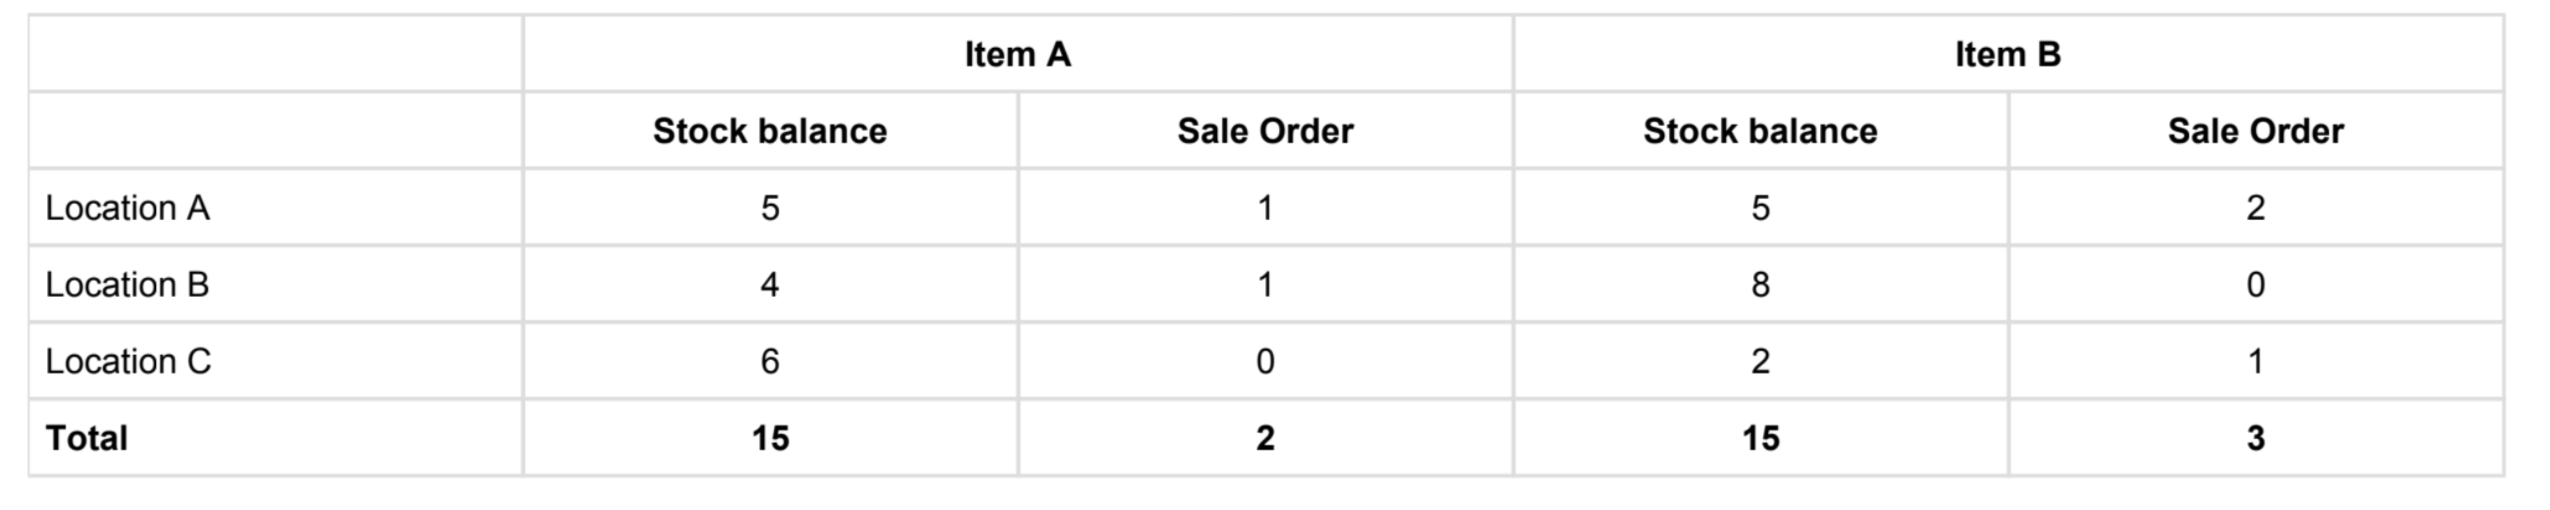 Item A Item B
Stock balance Sale Order Stock balance Sale Order
Location A 5 1 5 2
Location B 4 1 8 0
Location C 6 0 2 1
Total 15 2 15 3